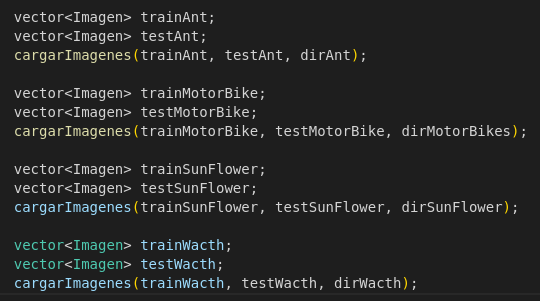 vector<Imagen> trainAnt;
vector<Imagen> testAnt;
cargarImagenes(trainAnt, testAnt, dirAnt);
vector<Imagen> trainMotorBike;
vector<Imagen> testMotorBike;
cargarImagenes(trainMotorBike, testMotorBike, dirMotorBikes);
vector<Imagen> trainSunFlower;
vector<Imagen> testSunFlower;
cargarImagenes(trainSunFlower, testSunFlower, dirSunFlower);
vector<Imagen> trainWacth;
vector<Imagen> testWacth;
cargarImagenes(trainWacth, testWacth, dirWacth);